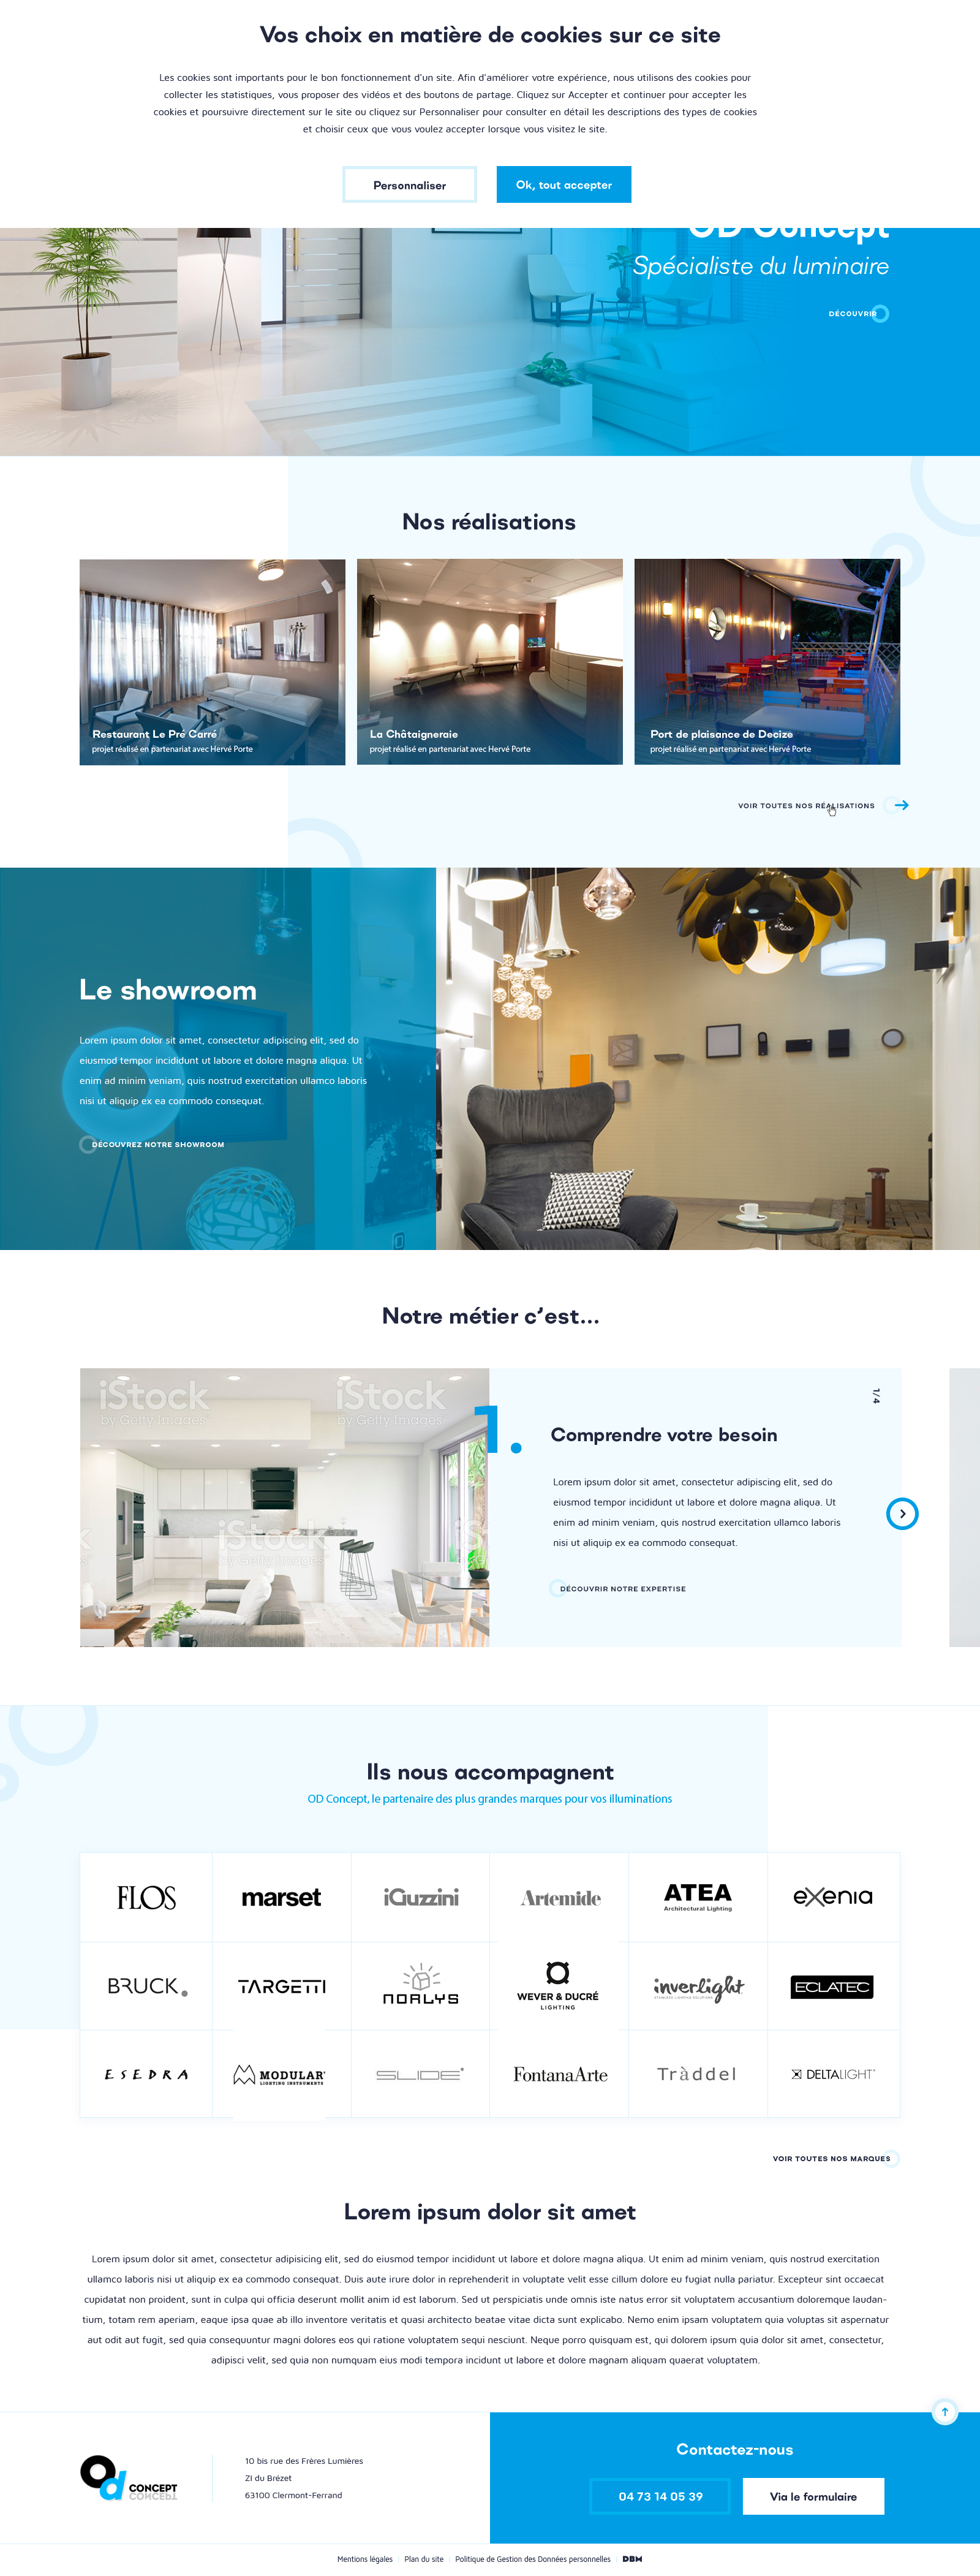 Vos choix en matière de cookies sur ce site
Les cookies sont importants pour le bon fonctionnement d'un site. Afin d'améliorer votre expérience, nous utilisons des cookies pour
collecter les statistiques, vous proposer des vidéos et des boutons de partage. Cliquez sur Accepter et continuer pour accepter les
cookies et poursuivre directement sur le site ou cliquez sur Personnaliser pour consulter en détail les descriptions des types de cookies
et choisir ceux que vous voulez accepter lorsque vous visitez le site.
Personnaliser
Ok, tout accepter
OD Concept
Spécialiste du luminaire
DÉCOUVRIR
Nos réalisations
Restaurant Le Pré Carré
projet réalisé en partenariat avec Hervé Porte
La Châtaigneraie
projet réalisé en partenariat avec Hervé Porte
Port de plaisance de Decize
projet réalisé en partenariat avec Hervé Porte
VOIR TOUTES NOS RÉALISATIONS
Le showroom
Lorem ipsum dolor sit amet, consectetur adipiscing elit, sed do
eiusmod tempor incididunt ut labore et dolore magna aliqua. Ut
enim ad minim veniam, quis nostrud exercitation ullamco laboris
nisi ut aliquip ex ea commodo consequat.
DÉCOUVREZ NOTRE SHOWROOM
Notre métier c'est...
iStock
by Getty Images
iStock
by Getty Images
iStock
by Getty Images
1/4
1.
Comprendre votre besoin
Lorem ipsum dolor sit amet, consectetur adipiscing elit, sed do
eiusmod tempor incididunt ut labore et dolore magna aliqua. Ut
enim ad minim veniam, quis nostrud exercitation ullamco laboris
nisi ut aliquip ex ea commodo consequat.
DÉCOUVRIR NOTRE EXPERTISE
Ils nous accompagnent
OD Concept, le partenaire des plus grandes marques pour vos illuminations
FLOS
marset
iGuzzini
Artemide
ATEA
Architectural Lighting
eXenia
BRUCK
TARGETTI
NORLYS
WEVER & DUCRÉ
LIGHTING
inverlight
STAINLESS LIGHTING SOLUTIONS
ECLATEC
ESEDRA
MODULAR
LIGHTING INSTRUMENTS
SLIDE
FontanaArte
Tràddel
DELTALIGHT
VOIR TOUTES NOS MARQUES
Lorem ipsum dolor sit amet
Lorem ipsum dolor sit amet, consectetur adipisicing elit, sed do eiusmod tempor incididunt ut labore et dolore magna aliqua. Ut enim ad minim veniam, quis nostrud exercitation
ullamco laboris nisi ut aliquip ex ea commodo consequat. Duis aute irure dolor in reprehenderit in voluptate velit esse cillum dolore eu fugiat nulla pariatur. Excepteur sint occaecat
cupidatat non proident, sunt in culpa qui officia deserunt mollit anim id est laborum. Sed ut perspiciatis unde omnis iste natus error sit voluptatem accusantium doloremque laudan-
tium, totam rem aperiam, eaque ipsa quae ab illo inventore veritatis et quasi architecto beatae vitae dicta sunt explicabo. Nemo enim ipsam voluptatem quia voluptas sit aspernatur
aut odit aut fugit, sed quia consequuntur magni dolores eos qui ratione voluptatem sequi nesciunt. Neque porro quisquam est, qui dolorem ipsum quia dolor sit amet, consectetur,
adipisci velit, sed quia non numquam eius modi tempora incidunt ut labore et dolore magnam aliquam quaerat voluptatem.
Od CONCEPT
10 bis rue des Frères Lumières
ZI du Brézet
63100 Clermont-Ferrand
Contactez-nous
04 73 14 05 39
Via le formulaire
Mentions légales | Plan du site | Politique de Gestion des Données personnelles | DBM